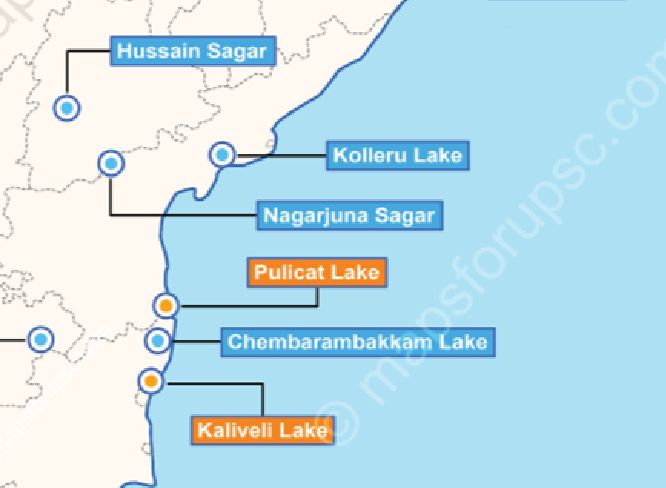 Hussain Sagar
Kolleru Lake
Nagarjuna Sagar
Pulicat Lake
Chembarambakkam Lake
Kaliveli Lake
© mapsforupsc.com